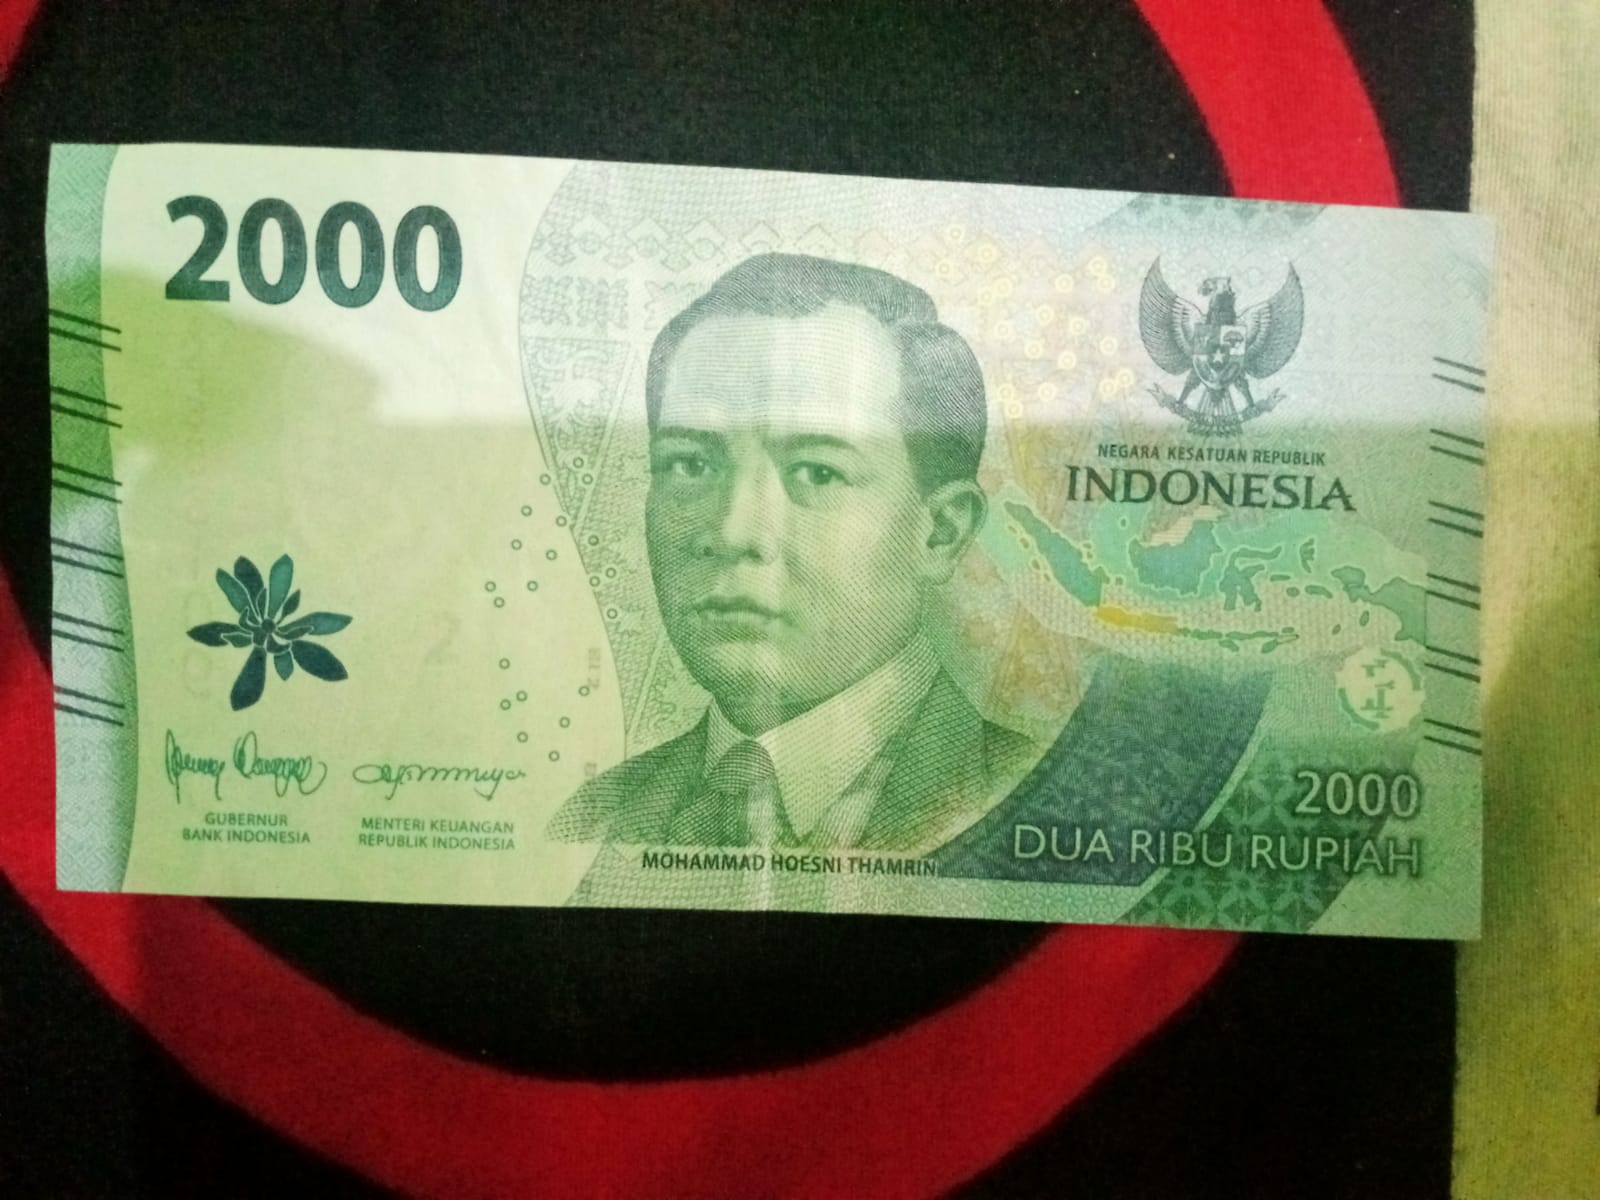 2000
NEGARA KESATUAN REPUBLIK
INDONESIA
GUBERNUR
BANK INDONESIA
MENTERI KEUANGAN
REPUBLIK INDONESIA
MOHAMMAD HOESNI THAMRIN
2000
DUA RIBU RUPIAH